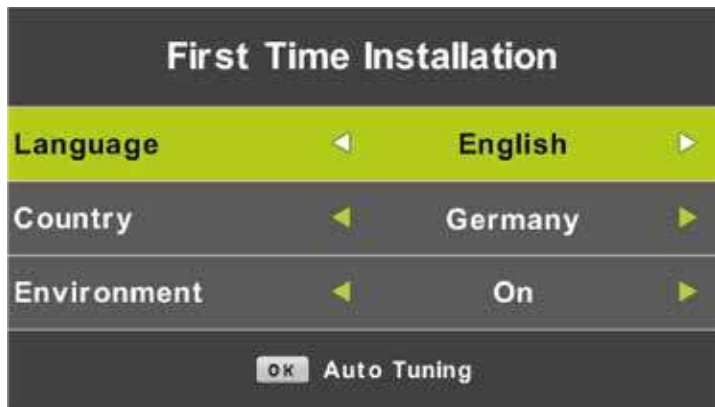 First Time Installation
Language English
Country Germany
Environment On
OK Auto Tuning